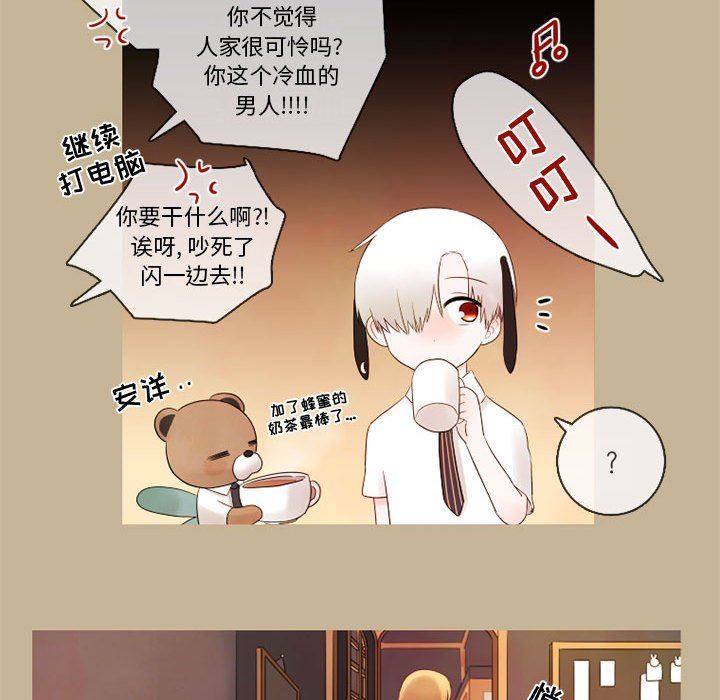 你不觉得
人家很可怜吗?
你这个冷血的
男人!!!!
叮
叮~
继续
打电脑
你要干什么啊?!
诶呀, 吵死了
闪一边去!!
安详..
加了蜂蜜的
奶茶最棒了...
?